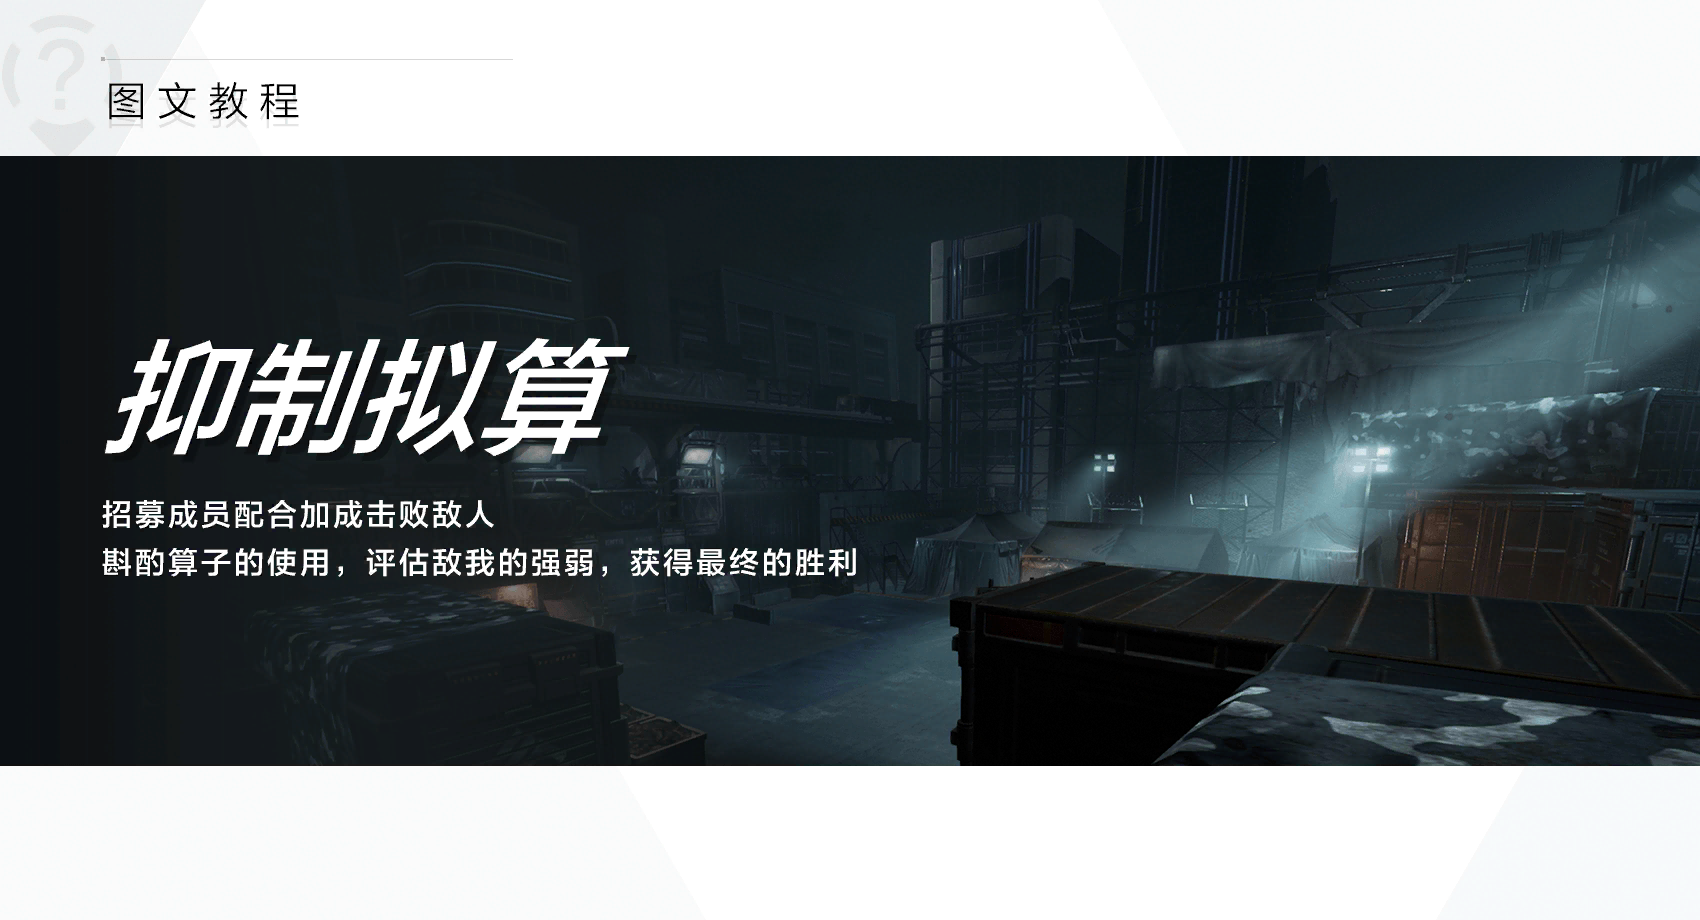 图文教程
抑制拟算
招募成员配合加成击败敌人
斟酌算子的使用，评估敌我的强弱，获得最终的胜利